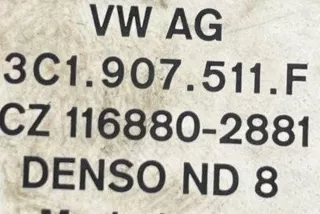 VW AG
3C1.907.511.F
CZ 116880-2881
DENSO ND 8